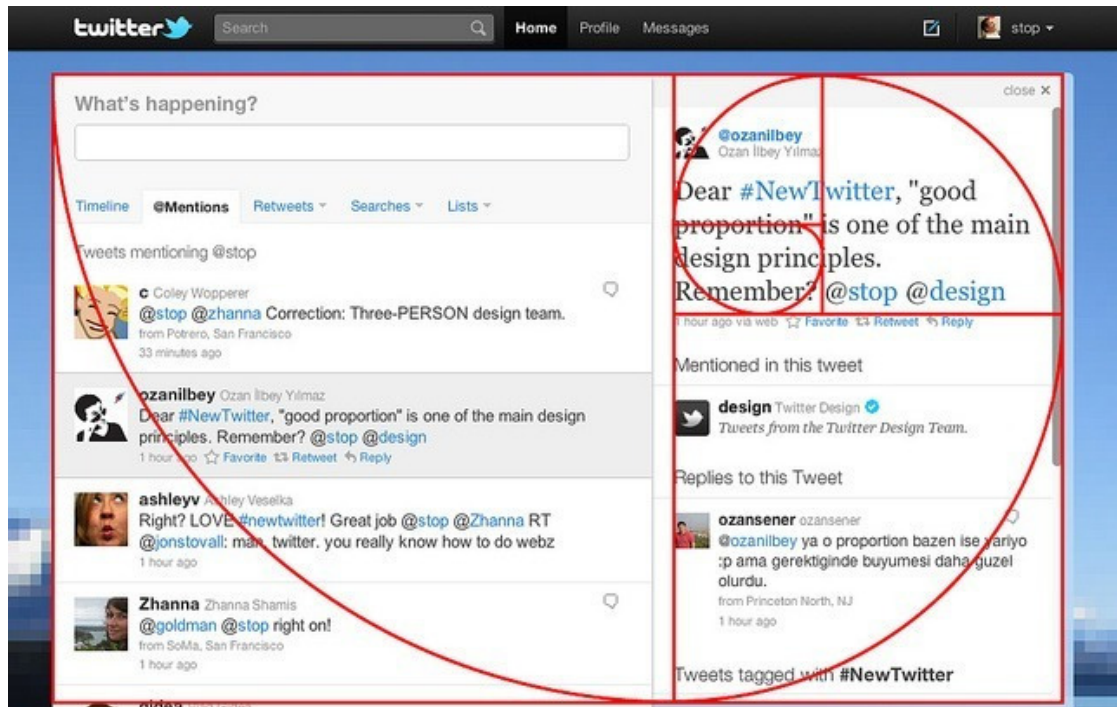 twitter
Search
Home
Profile
Messages
stop
What's happening?
Timeline
@Mentions
Retweets
Searches
Lists
Tweets mentioning @stop
c Coley Wopperer
@stop @zhanna Correction: Three-PERSON design team.
from Potrero, San Francisco
33 minutes ago
ozanilbey Ozan İlbey Yılmaz
Dear #NewTwitter, "good proportion" is one of the main design
principles. Remember? @stop @design
1 hour ago Favorite Retweet Reply
ashleyv Ashley Veselka
Right? LOVE #newtwitter! Great job @stop @Zhanna RT
@jonstovall: man, twitter. you really know how to do webz
1 hour ago
Zhanna Zhanna Shamis
@goldman @stop right on!
from SoMa, San Francisco
1 hour ago
close ×
@ozanilbey
Ozan İlbey Yılmaz
Dear #NewTwitter, "good
proportion" is one of the main
design principles.
Remember? @stop @design
1 hour ago via web Favorite Retweet Reply
Mentioned in this tweet
design Twitter Design
Tweets from the Twitter Design Team.
Replies to this Tweet
ozansener ozansener
@ozanilbey ya o proportion bazen ise yariyo
:p ama gerektiginde buyumesi daha guzel
olurdu.
from Princeton North, NJ
1 hour ago
Tweets tagged with #NewTwitter